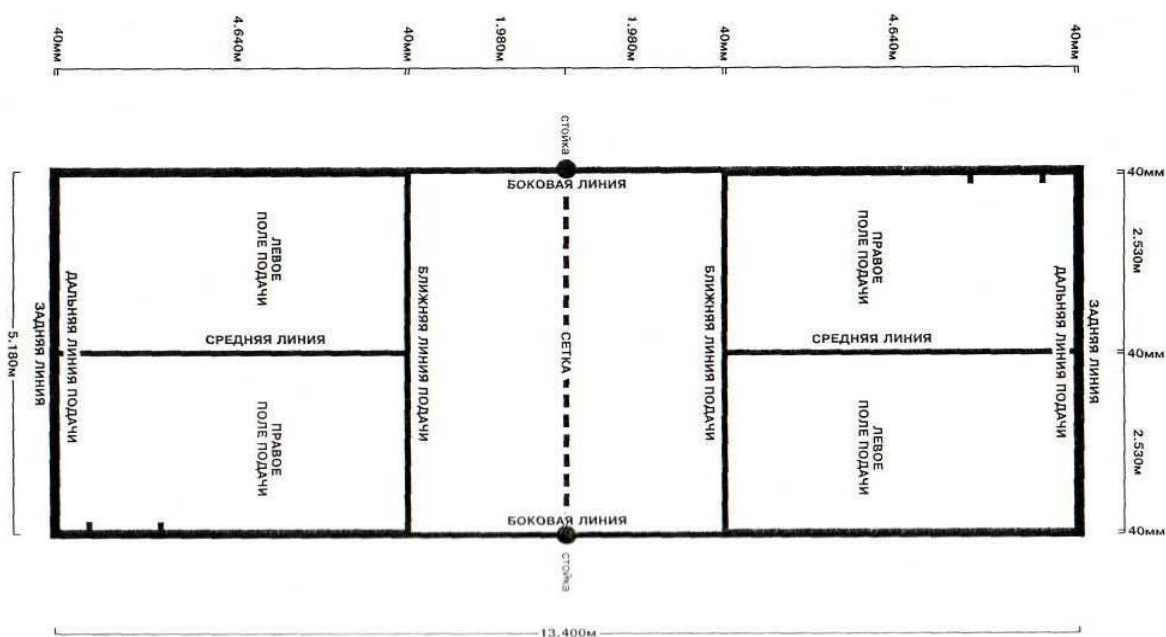 40мм
4.640м
40мм
1.980м
1.980м
40мм
4.640м
40мм
стойка
БОКОВАЯ ЛИНИЯ
40мм
2.530м
40мм
2.530м
40мм
5.180м
ЗАДНЯЯ ЛИНИЯ
ДАЛЬНЯЯ ЛИНИЯ ПОДАЧИ
ЛЕВОЕ
ПОЛЕ ПОДАЧИ
СРЕДНЯЯ ЛИНИЯ
ПРАВОЕ
ПОЛЕ ПОДАЧИ
БЛИЖНЯЯ ЛИНИЯ ПОДАЧИ
СЕТКА
БЛИЖНЯЯ ЛИНИЯ ПОДАЧИ
ПРАВОЕ
ПОЛЕ ПОДАЧИ
СРЕДНЯЯ ЛИНИЯ
ЛЕВОЕ
ПОЛЕ ПОДАЧИ
ДАЛЬНЯЯ ЛИНИЯ ПОДАЧИ
ЗАДНЯЯ ЛИНИЯ
БОКОВАЯ ЛИНИЯ
стойка
13.400м